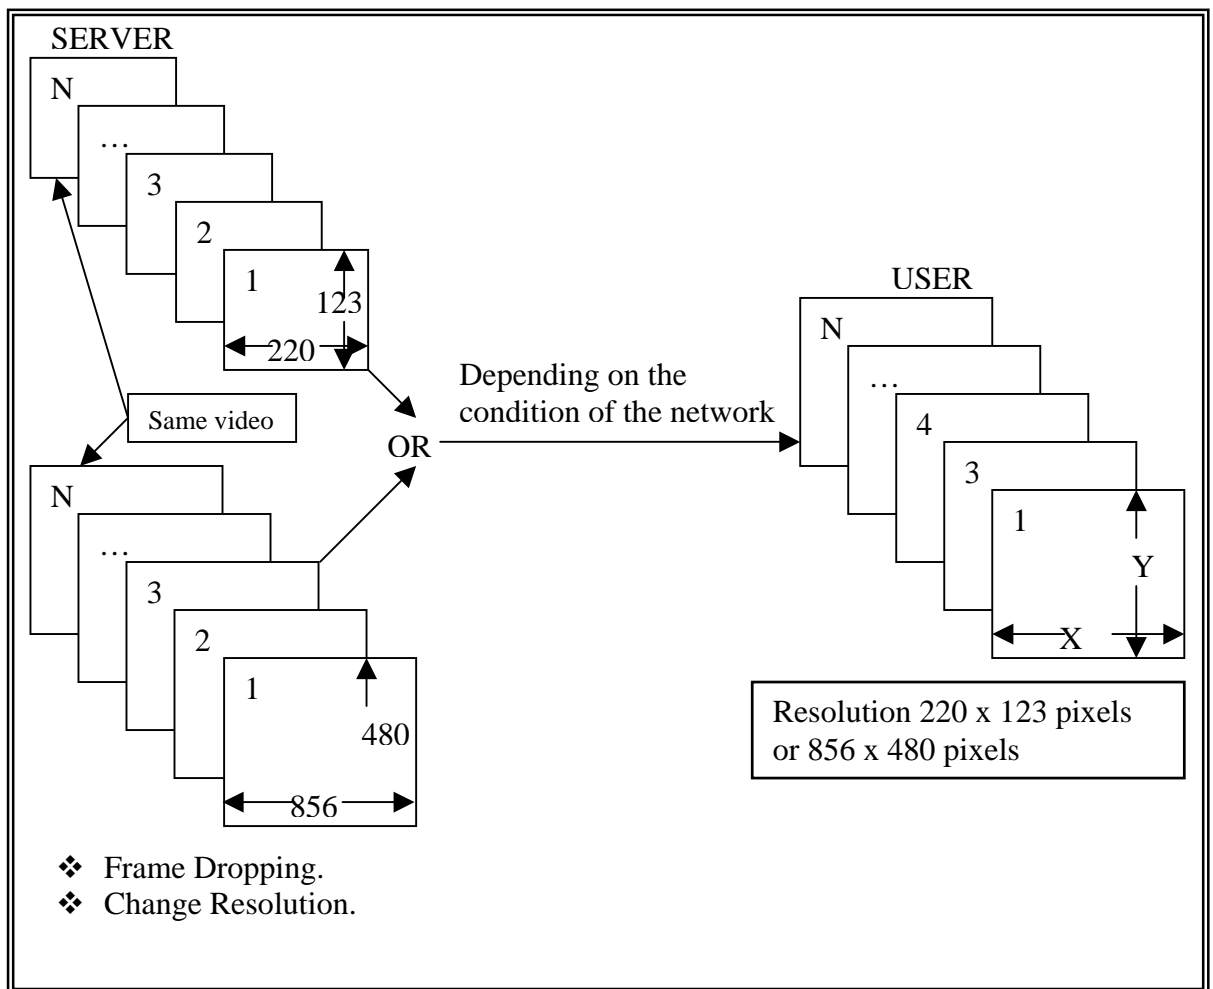 SERVER
N
…
3
2
1
123
220
Same video
N
…
3
2
1
480
856
OR
Depending on the
condition of the network
USER
N
…
4
3
1
Y
X
Resolution 220 x 123 pixels
or 856 x 480 pixels
❖ Frame Dropping.
❖ Change Resolution.